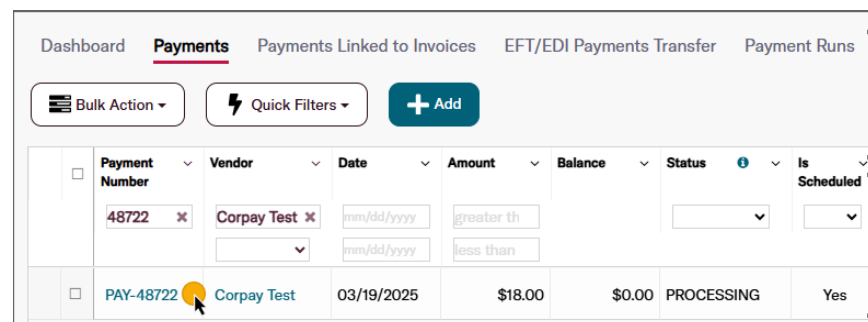 Dashboard Payments Payments Linked to Invoices EFT/EDI Payments Transfer Payment Runs
Bulk Action Quick Filters Add
Payment Number Vendor Date Amount Balance Status Is Scheduled
48722 Corpay Test mm/dd/yyyy greater th
mm/dd/yyyy less than
PAY-48722 Corpay Test 03/19/2025 $18.00 $0.00 PROCESSING Yes